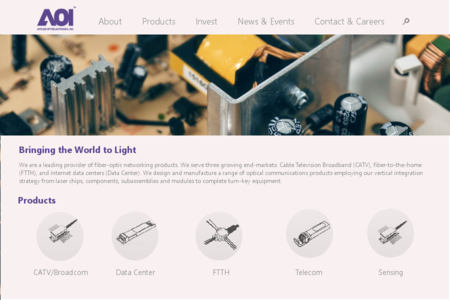 AOI
APPLIED OPTOELECTRONICS, INC.
About Products Invest News & Events Contact & Careers
Bringing the World to Light
We are a leading provider of fiber-optic networking products. We serve three growing end-markets: Cable Television Broadband (CATV), fiber-to-the-home
(FTTH), and internet data centers (Data Center). We design and manufacture a range of optical communications products employing our vertical integration
strategy from laser chips, components, subassemblies and modules to complete turn-key equipment.
Products
CATV/Broadcom Data Center FTTH Telecom Sensing